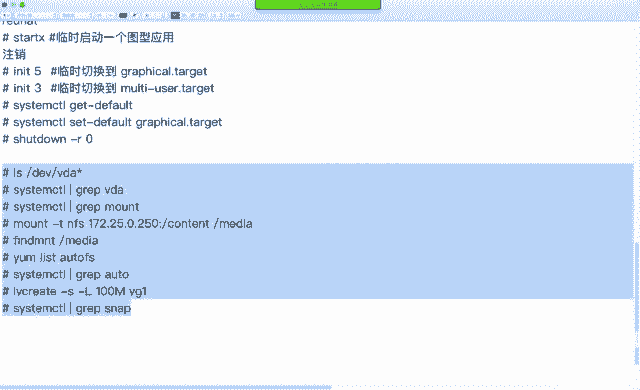 redhat
# startx #临时启动一个图型应用
注销
# init 5 #临时切换到 graphical.target
# init 3 #临时切换到 multi-user.target
# systemctl get-default
# systemctl set-default graphical.target
# shutdown -r 0
# ls /dev/vda*
# systemctl | grep vda
# systemctl | grep mount
# mount -t nfs 172.25.0.250:/content /media
# findmnt /media
# yum list autofs
# systemctl | grep auto
# lvcreate -s -L 100M vg1
# systemctl | grep snap